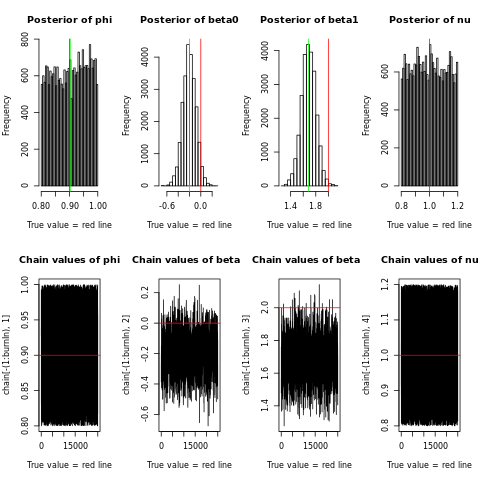 Posterior of phi
Posterior of beta0
Posterior of beta1
Posterior of nu
Frequency
0
200
400
600
800
0.80
0.90
1.00
True value = red line
Frequency
0
1000
2000
3000
4000
-0.6
0.0
True value = red line
Frequency
0
1000
2000
3000
4000
1.4
1.8
True value = red line
Frequency
0
200
400
600
0.8
1.0
1.2
True value = red line
Chain values of phi
Chain values of beta
Chain values of beta
Chain values of nu
chain[-(1:burnIn), 1]
0.80
0.85
0.90
0.95
1.00
0
15000
True value = red line
chain[-(1:burnIn), 2]
-0.6
-0.4
-0.2
0.0
0.2
0
15000
True value = red line
chain[-(1:burnIn), 3]
1.4
1.6
1.8
2.0
0
15000
True value = red line
chain[-(1:burnIn), 4]
0.8
0.9
1.0
1.1
1.2
0
15000
True value = red line